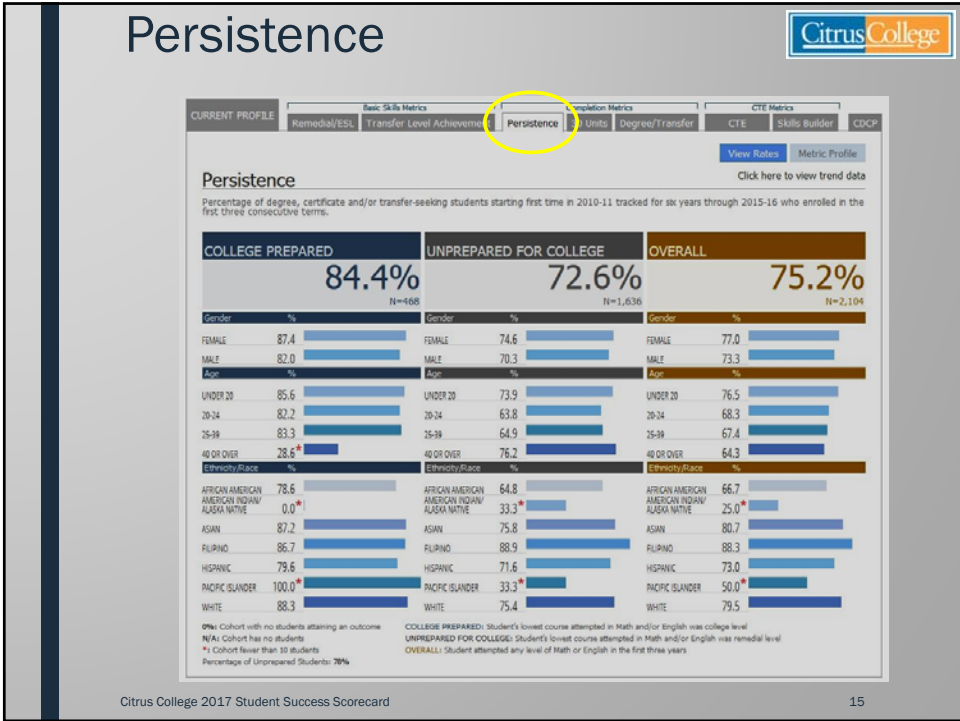 Persistence
Citrus College
CURRENT PROFILE
Basic Skills Metrics
Completion Metrics
CTE Metrics
Remedial/ESL Transfer Level Achievement Persistence 30 Units Degree/Transfer CTE Skills Builder CDCP
View Rates Metric Profile
Persistence Click here to view trend data
Percentage of degree, certificate and/or transfer-seeking students starting first time in 2010-11 tracked for six years through 2015-16 who enrolled in the
first three consecutive terms.
COLLEGE PREPARED UNPREPARED FOR COLLEGE OVERALL
84.4% 72.6% 75.2%
N=468 N=1,636 N=2,104
Gender % Gender % Gender %
FEMALE 87.4 FEMALE 74.6 FEMALE 77.0
MALE 82.0 MALE 70.3 MALE 73.3
Age % Age % Age %
UNDER 20 85.6 UNDER 20 73.9 UNDER 20 76.5
20-24 82.2 20-24 63.8 20-24 68.3
25-39 83.3 25-39 64.9 25-39 67.4
40 OR OVER 28.6* 40 OR OVER 76.2 40 OR OVER 64.3
Ethnicity/Race % Ethnicity/Race % Ethnicity/Race %
AFRICAN AMERICAN 78.6 AFRICAN AMERICAN 64.8 AFRICAN AMERICAN 66.7
AMERICAN INDIAN/ AMERICAN INDIAN/ AMERICAN INDIAN/
ALASKA NATIVE 0.0* ALASKA NATIVE 33.3* ALASKA NATIVE 25.0*
ASIAN 87.2 ASIAN 75.8 ASIAN 80.7
FILIPINO 86.7 FILIPINO 88.9 FILIPINO 88.3
HISPANIC 79.6 HISPANIC 71.6 HISPANIC 73.0
PACIFIC ISLANDER 100.0* PACIFIC ISLANDER 33.3* PACIFIC ISLANDER 50.0*
WHITE 88.3 WHITE 75.4 WHITE 79.5
0%: Cohort with no students attaining an outcome COLLEGE PREPARED: Student's lowest course attempted in Math and/or English was college level
N/A: Cohort has no students UNPREPARED FOR COLLEGE: Student's lowest course attempted in Math and/or English was remedial level
*: Cohort fewer than 10 students OVERALL: Student attempted any level of Math or English in the first three years
Percentage of Unprepared Students: 78%
Citrus College 2017 Student Success Scorecard 15